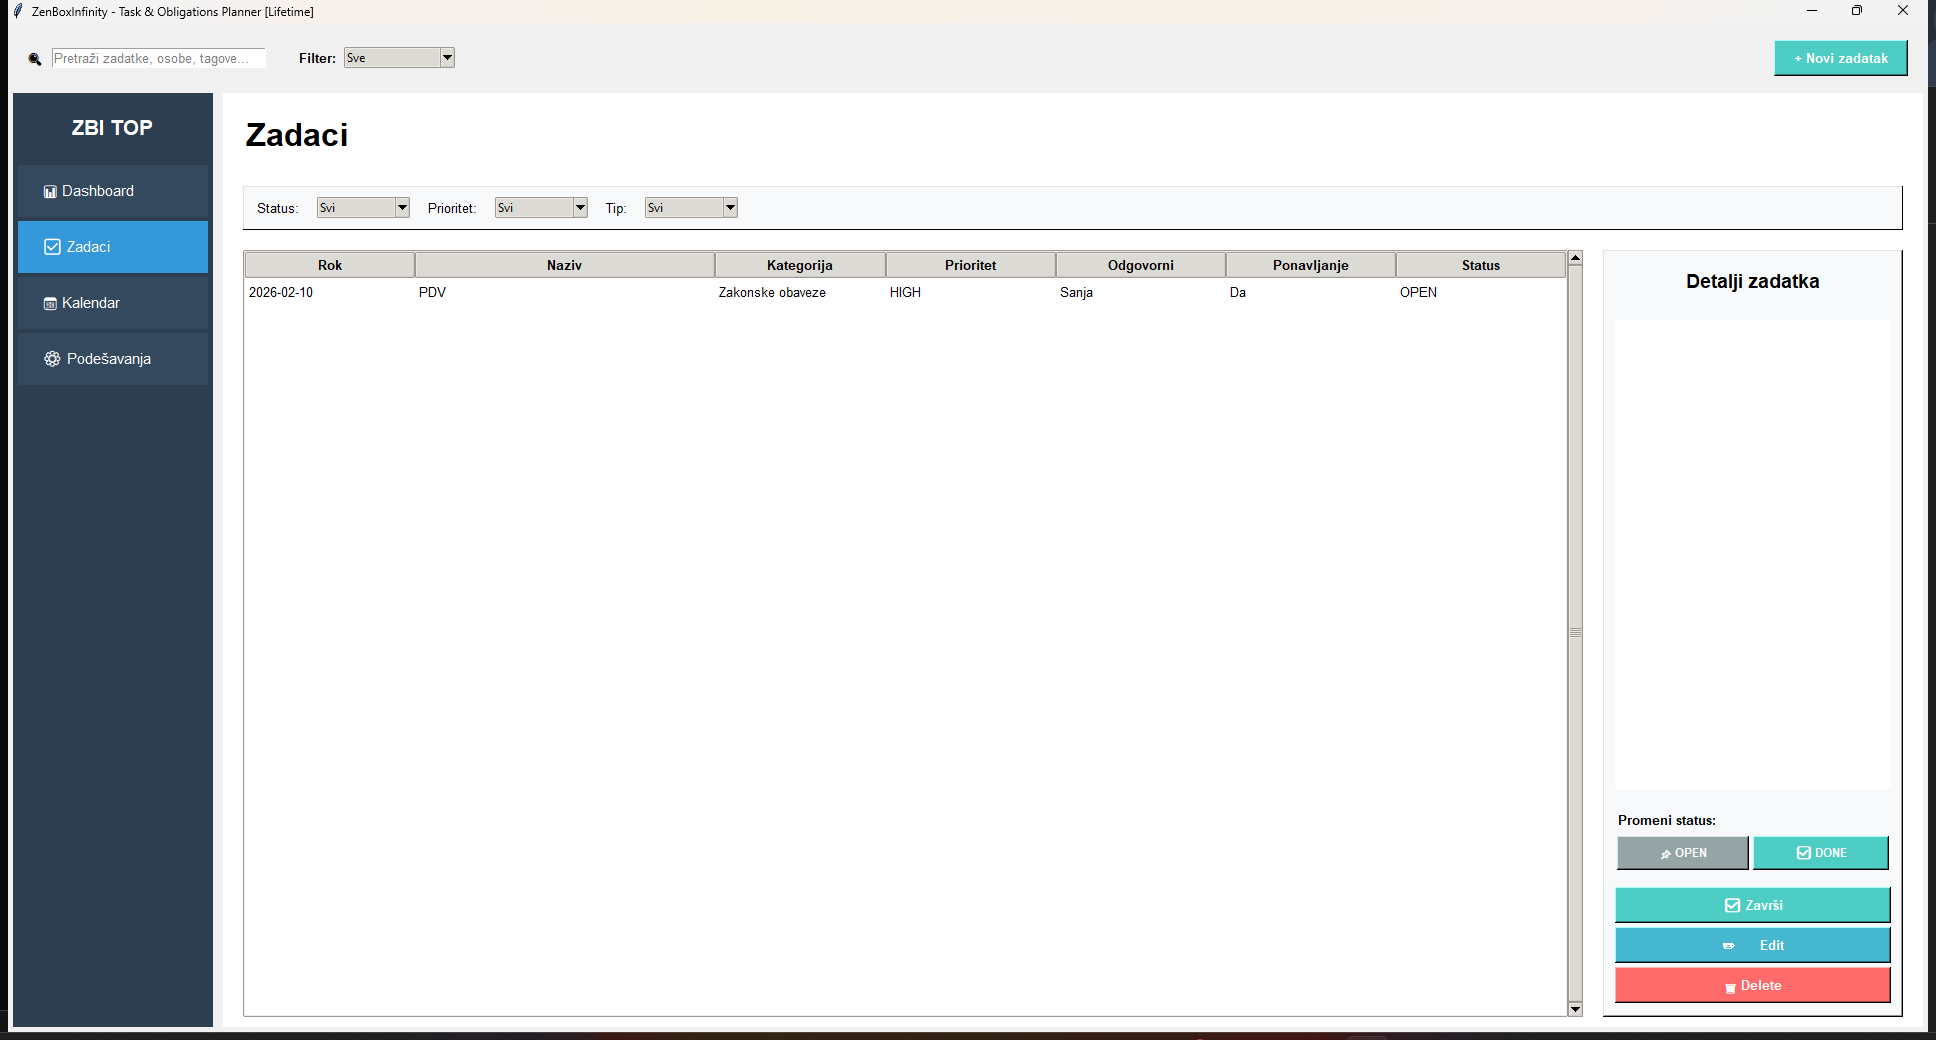 ZenBoxInfinity - Task & Obligations Planner [Lifetime]
Pretraži zadatke, osobe, tagove...
Filter: Sve
+ Novi zadatak
ZBI TOP
Dashboard
Zadaci
Kalendar
Podešavanja
Zadaci
Status: Svi Prioritet: Svi Tip: Svi
Rok Naziv Kategorija Prioritet Odgovorni Ponavljanje Status
2026-02-10 PDV Zakonske obaveze HIGH Sanja Da OPEN
Detalji zadatka
Promeni status:
OPEN DONE
Završi
Edit
Delete